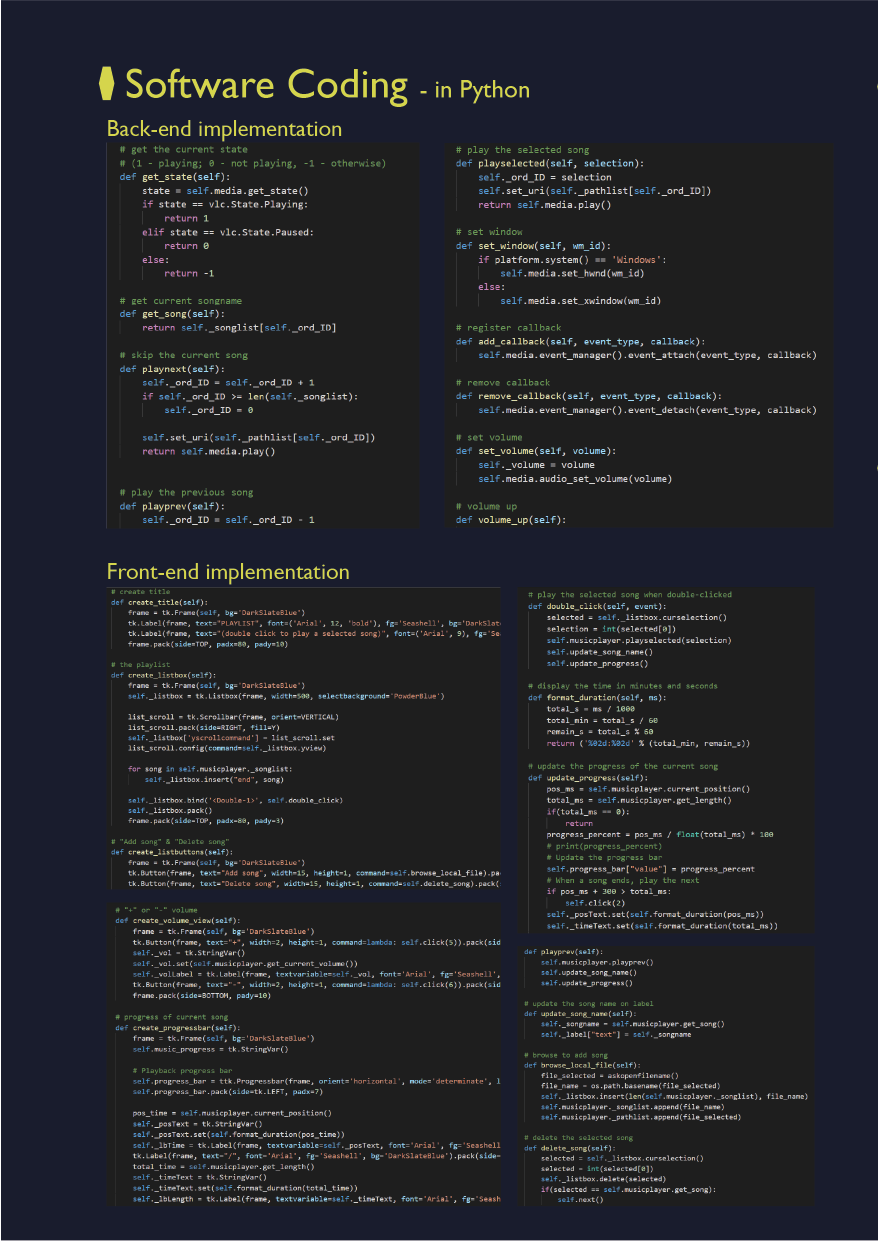 Software Coding - in Python
Back-end implementation
# get the current state
# (1 - playing; 0 - not playing, -1 - otherwise)
def get_state(self):
    state = self.media.get_state()
    if state == vlc.State.Playing:
        return 1
    elif state == vlc.State.Paused:
        return 0
    else:
        return -1
# get current songname
def get_song(self):
    return self._songlist[self._ord_ID]
# skip the current song
def playnext(self):
    self._ord_ID = self._ord_ID + 1
    if self._ord_ID >= len(self._songlist):
        self._ord_ID = 0
    self.set_uri(self._pathlist[self._ord_ID])
    return self.media.play()
# play the previous song
def playprev(self):
    self._ord_ID = self._ord_ID - 1
# play the selected song
def playselected(self, selection):
    self._ord_ID = selection
    self.set_uri(self._pathlist[self._ord_ID])
    return self.media.play()
# set window
def set_window(self, wm_id):
    if platform.system() == 'Windows':
        self.media.set_hwnd(wm_id)
    else:
        self.media.set_xwindow(wm_id)
# register callback
def add_callback(self, event_type, callback):
    self.media.event_manager().event_attach(event_type, callback)
# remove callback
def remove_callback(self, event_type, callback):
    self.media.event_manager().event_detach(event_type, callback)
# set volume
def set_volume(self, volume):
    self._volume = volume
    self.media.audio_set_volume(volume)
# volume up
def volume_up(self):
Front-end implementation
# create title
def create_title(self):
    frame = tk.Frame(self, bg='DarkSlateBlue')
    tk.Label(frame, text="PLAYLIST", font=('Arial', 12, 'bold'), fg='Seashell', bg='DarkSlate
    tk.Label(frame, text="(double click to play a selected song)", font=('Arial', 9), fg='Se
    frame.pack(side=TOP, padx=80, pady=10)
# the playlist
def create_listbox(self):
    frame = tk.Frame(self, bg='DarkSlateBlue')
    self._listbox = tk.Listbox(frame, width=500, selectbackground='PowderBlue')
    list_scroll = tk.Scrollbar(frame, orient=VERTICAL)
    list_scroll.pack(side=RIGHT, fill=Y)
    self._listbox['yscrollcommand'] = list_scroll.set
    list_scroll.config(command=self._listbox.yview)
    for song in self.musicplayer._songlist:
        self._listbox.insert("end", song)
    self._listbox.bind('<Double-1>', self.double_click)
    self._listbox.pack()
    frame.pack(side=TOP, padx=80, pady=3)
# "Add song" & "Delete song"
def create_listbuttons(self):
    frame = tk.Frame(self, bg='DarkSlateBlue')
    tk.Button(frame, text="Add song", width=15, height=1, command=self.browse_local_file).pa
    tk.Button(frame, text="Delete song", width=15, height=1, command=self.delete_song).pack(
# "+" or "-" volume
def create_volume_view(self):
    frame = tk.Frame(self, bg='DarkSlateBlue')
    tk.Button(frame, text="+", width=2, height=1, command=lambda: self.click(5)).pack(sid
    self._vol = tk.StringVar()
    self._vol.set(self.musicplayer.get_current_volume())
    self._volLabel = tk.Label(frame, textvariable=self._vol, font='Arial', fg='Seashell',
    tk.Button(frame, text="-", width=2, height=1, command=lambda: self.click(6)).pack(sid
    frame.pack(side=BOTTOM, pady=10)
# progress of current song
def create_progressbar(self):
    frame = tk.Frame(self, bg='DarkSlateBlue')
    self.music_progress = tk.StringVar()
    # Playback progress bar
    self.progress_bar = ttk.Progressbar(frame, orient='horizontal', mode='determinate', l
    self.progress_bar.pack(side=tk.LEFT, padx=7)
    pos_time = self.musicplayer.current_position()
    self._posText = tk.StringVar()
    self._posText.set(self.format_duration(pos_time))
    self._lbTime = tk.Label(frame, textvariable=self._posText, font='Arial', fg='Seashell
    tk.Label(frame, text="/", font='Arial', fg='Seashell', bg='DarkSlateBlue').pack(side=
    total_time = self.musicplayer.get_length()
    self._timeText = tk.StringVar()
    self._timeText.set(self.format_duration(total_time))
    self._lbLength = tk.Label(frame, textvariable=self._timeText, font='Arial', fg='Seash
# play the selected song when double-clicked
def double_click(self, event):
    selected = self._listbox.curselection()
    selection = int(selected[0])
    self.musicplayer.playselected(selection)
    self.update_song_name()
    self.update_progress()
# display the time in minutes and seconds
def format_duration(self, ms):
    total_s = ms / 1000
    total_min = total_s / 60
    remain_s = total_s % 60
    return ('%02d:%02d' % (total_min, remain_s))
# update the progress of the current song
def update_progress(self):
    pos_ms = self.musicplayer.current_position()
    total_ms = self.musicplayer.get_length()
    if(total_ms == 0):
        return
    progress_percent = pos_ms / float(total_ms) * 100
    # print(progress_percent)
    # Update the progress bar
    self.progress_bar["value"] = progress_percent
    # When a song ends, play the next
    if pos_ms + 300 > total_ms:
        self.click(2)
    self._posText.set(self.format_duration(pos_ms))
    self._timeText.set(self.format_duration(total_ms))
def playprev(self):
    self.musicplayer.playprev()
    self.update_song_name()
    self.update_progress()
# update the song name on label
def update_song_name(self):
    self._songname = self.musicplayer.get_song()
    self._label["text"] = self._songname
# browse to add song
def browse_local_file(self):
    file_selected = askopenfilename()
    file_name = os.path.basename(file_selected)
    self._listbox.insert(len(self.musicplayer._songlist), file_name)
    self.musicplayer._songlist.append(file_name)
    self.musicplayer._pathlist.append(file_selected)
# delete the selected song
def delete_song(self):
    selected = self._listbox.curselection()
    selected = int(selected[0])
    self._listbox.delete(selected)
    if(selected == self.musicplayer.get_song):
        self.next()